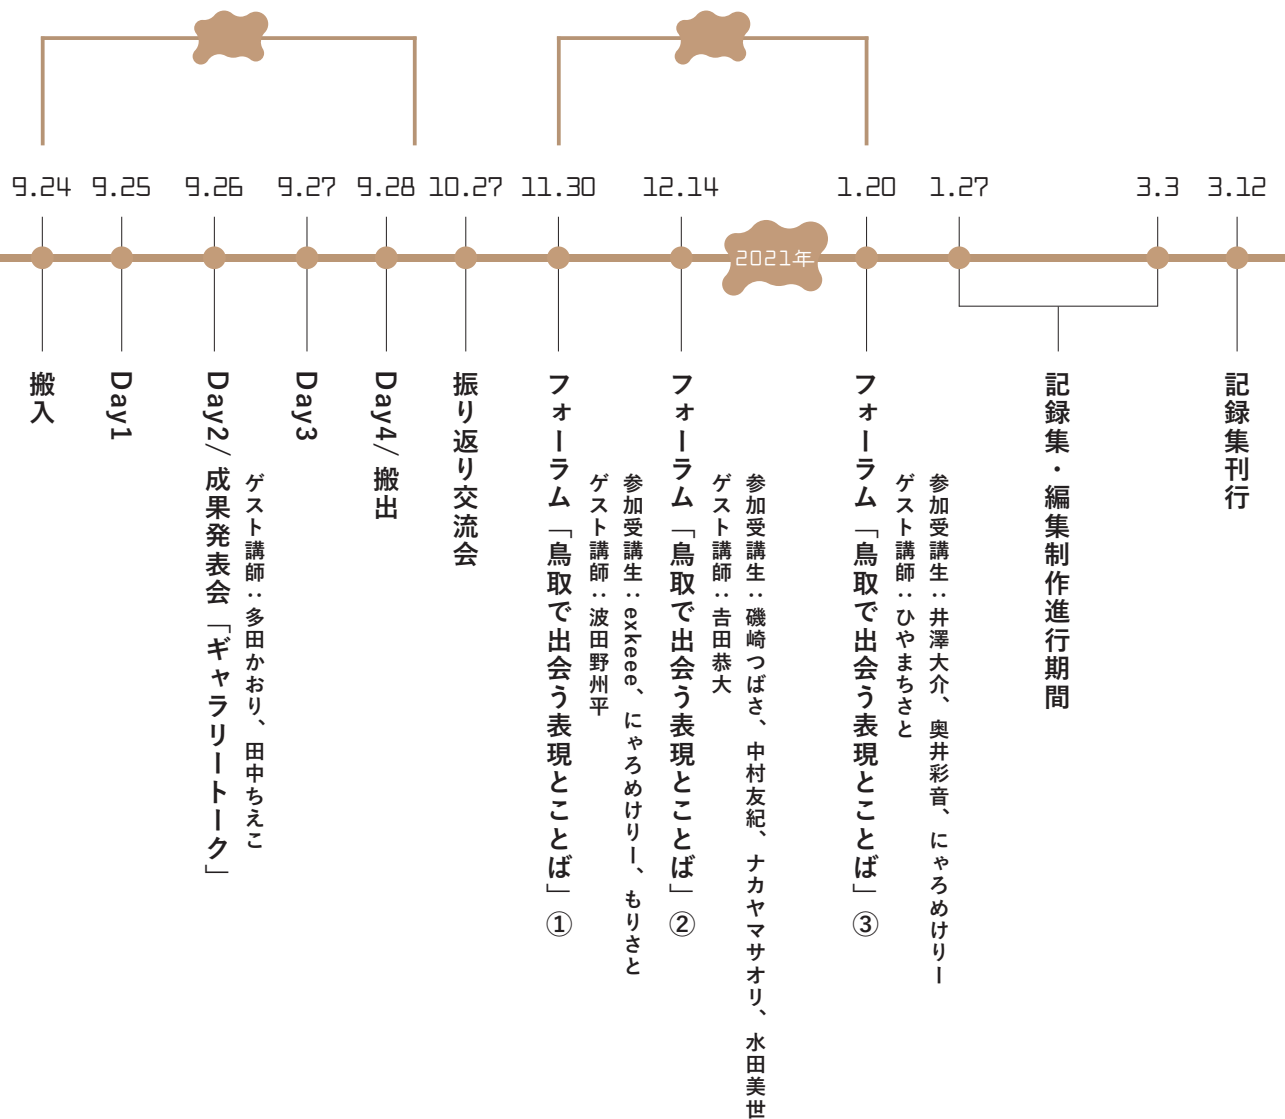 9.24
9.25
9.26
9.27
9.28
10.27
11.30
12.14
2021年
1.20
1.27
3.3
3.12
搬入
Day1
Day2/ 成果発表会「ギャラリートーク」
ゲスト講師：多田かおり、田中ちえこ
Day3
Day4/ 搬出
振り返り交流会
フォーラム「鳥取で出会う表現とことば」①
ゲスト講師：波田野州平
参加受講生：exkeee、にゃろめけりー、もりさと
フォーラム「鳥取で出会う表現とことば」②
ゲスト講師：𠮷田恭大
参加受講生：磯崎つばさ、中村友紀、ナカヤマサオリ、水田美世
フォーラム「鳥取で出会う表現とことば」③
ゲスト講師：ひやまちさと
参加受講生：井澤大介、奥井彩音、にゃろめけりー
記録集・編集制作進行期間
記録集刊行